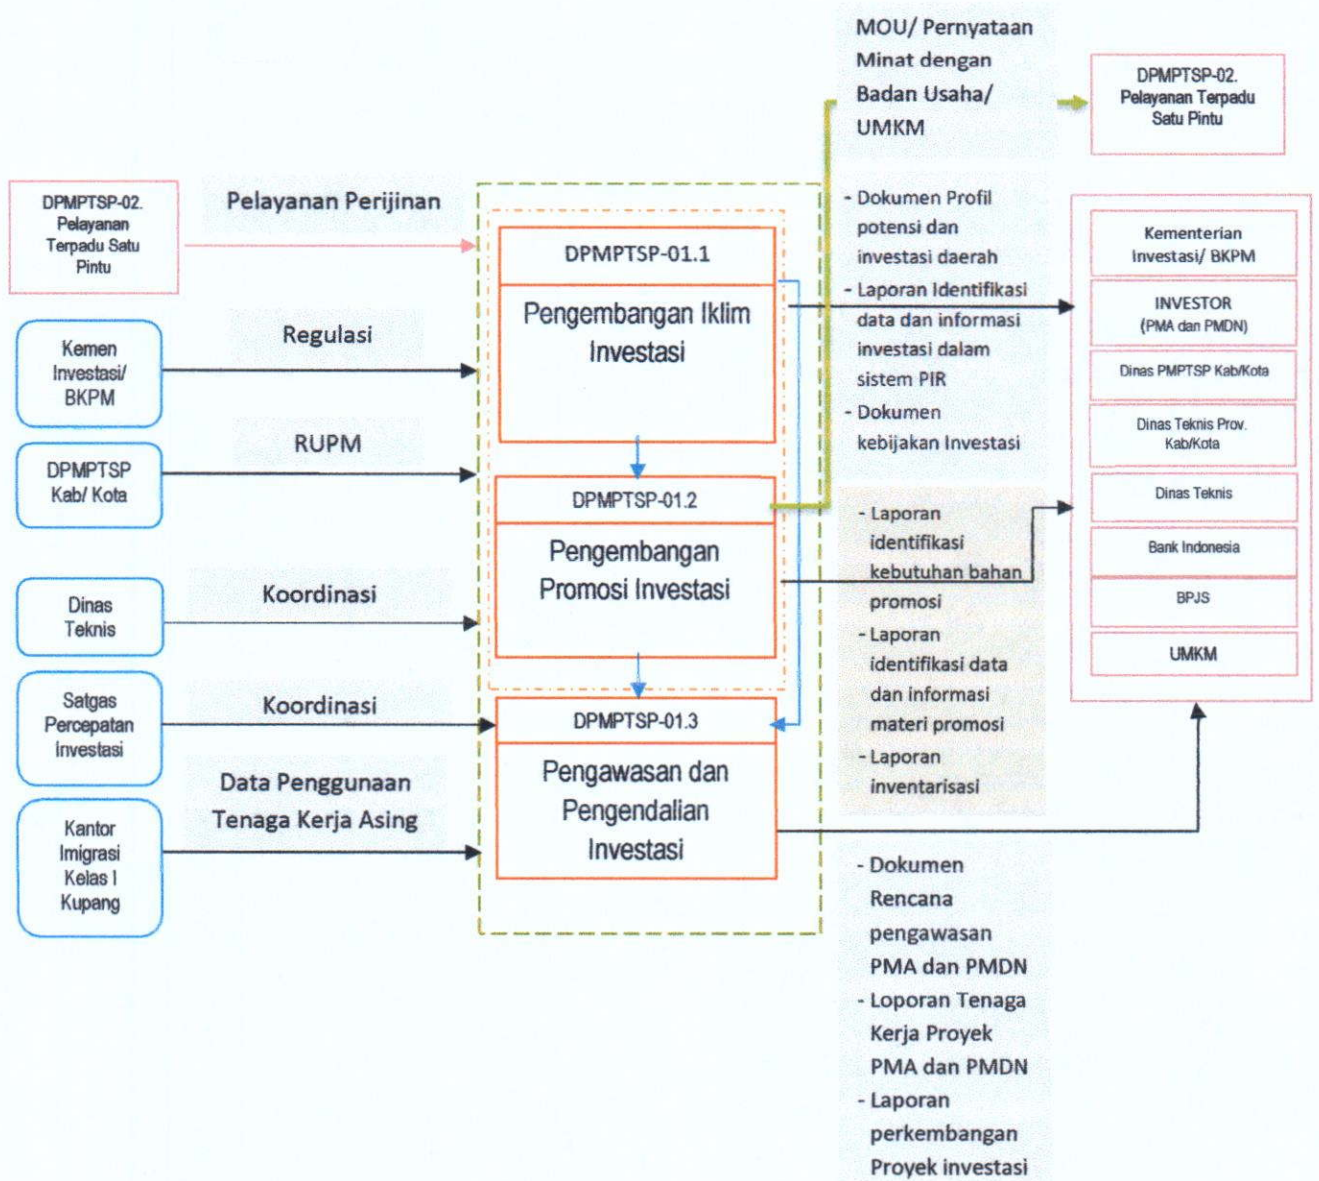 MOU/ Pernyataan
Minat dengan
Badan Usaha/
UMKM
DPMPTSP-02.
Pelayanan Terpadu
Satu Pintu
DPMPTSP-02.
Pelayanan
Terpadu Satu
Pintu
Pelayanan Perijinan
Kemen
Investasi/
BKPM
Regulasi
DPMPTSP
Kab/ Kota
RUPM
Dinas
Teknis
Koordinasi
Satgas
Percepatan
Investasi
Koordinasi
Kantor
Imigrasi
Kelas I
Kupang
Data Penggunaan
Tenaga Kerja Asing
DPMPTSP-01.1
Pengembangan Iklim
Investasi
DPMPTSP-01.2
Pengembangan
Promosi Investasi
DPMPTSP-01.3
Pengawasan dan
Pengendalian
Investasi
- Dokumen Profil
potensi dan
investasi daerah
- Laporan Identifikasi
data dan informasi
investasi dalam
sistem PIR
- Dokumen
kebijakan Investasi
- Laporan
identifikasi
kebutuhan bahan
promosi
- Laporan
identifikasi data
dan informasi
materi promosi
- Laporan
inventarisasi
- Dokumen
Rencana
pengawasan
PMA dan PMDN
- Loporan Tenaga
Kerja Proyek
PMA dan PMDN
- Laporan
perkembangan
Proyek investasi
Kementerian
Investasi/ BKPM
INVESTOR
(PMA dan PMDN)
Dinas PMPTSP Kab/Kota
Dinas Teknis Prov.
Kab/Kota
Dinas Teknis
Bank Indonesia
BPJS
UMKM